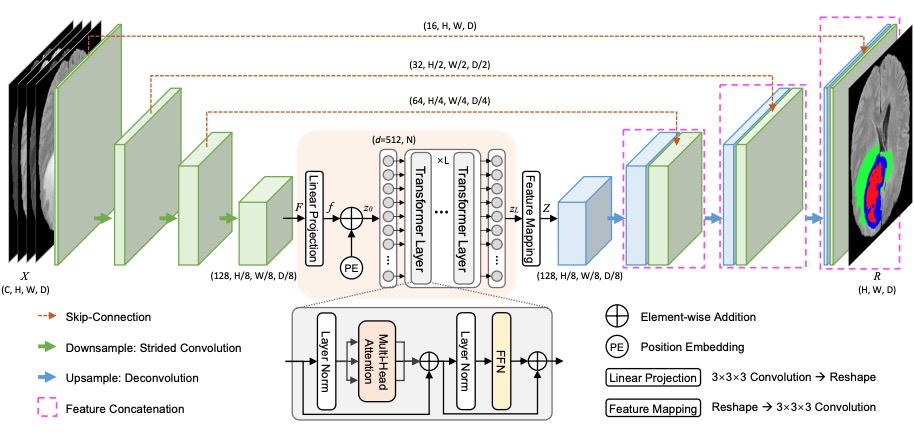 (16, H, W, D)
(32, H/2, W/2, D/2)
(64, H/4, W/4, D/4)
(d=512, N)
×L
F
Linear Projection
f
PE
z₀
Transformer Layer
...
Transformer Layer
z_L
Feature Mapping
Z
X
(C, H, W, D)
(128, H/8, W/8, D/8)
(128, H/8, W/8, D/8)
R
(H, W, D)
Layer Norm
Multi-Head
Attention
Layer Norm
FFN
Skip-Connection
Downsample: Strided Convolution
Upsample: Deconvolution
Feature Concatenation
Element-wise Addition
PE Position Embedding
Linear Projection 3×3×3 Convolution → Reshape
Feature Mapping Reshape → 3×3×3 Convolution